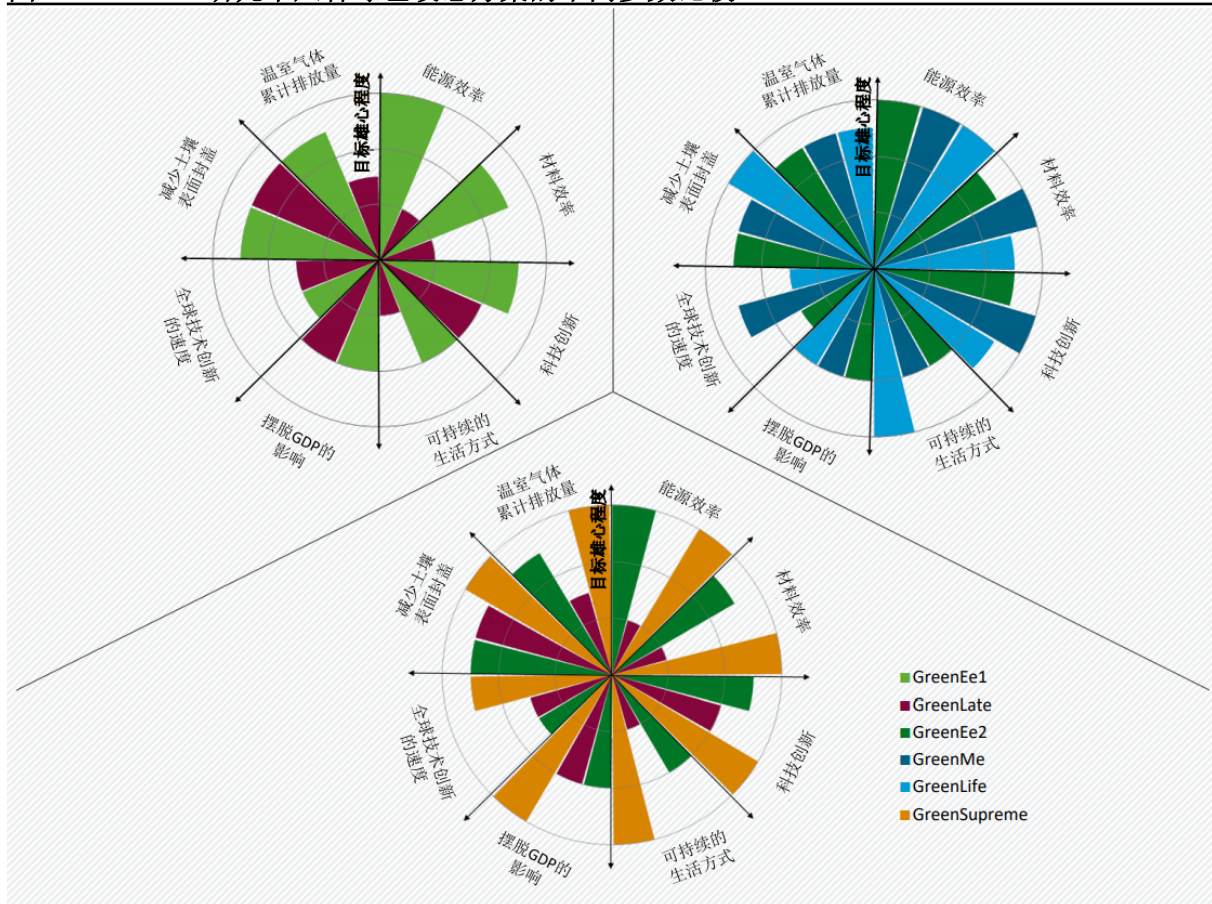 温室气体
累计排放量
目标雄心程度
能源效率
材料效率
科技创新
可持续的
生活方式
摆脱GDP的
影响
全球技术创新
的速度
减少土壤
表面封盖
温室气体
累计排放量
目标雄心程度
能源效率
材料效率
科技创新
可持续的
生活方式
摆脱GDP的
影响
全球技术创新
的速度
减少土壤
表面封盖
温室气体
累计排放量
目标雄心程度
能源效率
材料效率
科技创新
可持续的
生活方式
摆脱GDP的
影响
全球技术创新
的速度
减少土壤
表面封盖
GreenEe1
GreenLate
GreenEe2
GreenMe
GreenLife
GreenSupreme